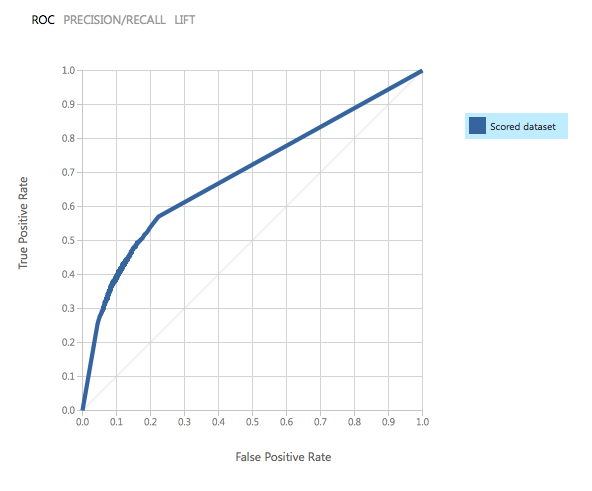 ROC PRECISION/RECALL LIFT
1.0
0.9
0.8
0.7
0.6
0.5
0.4
0.3
0.2
0.1
0.0
True Positive Rate
0.0 0.1 0.2 0.3 0.4 0.5 0.6 0.7 0.8 0.9 1.0
False Positive Rate
Scored dataset